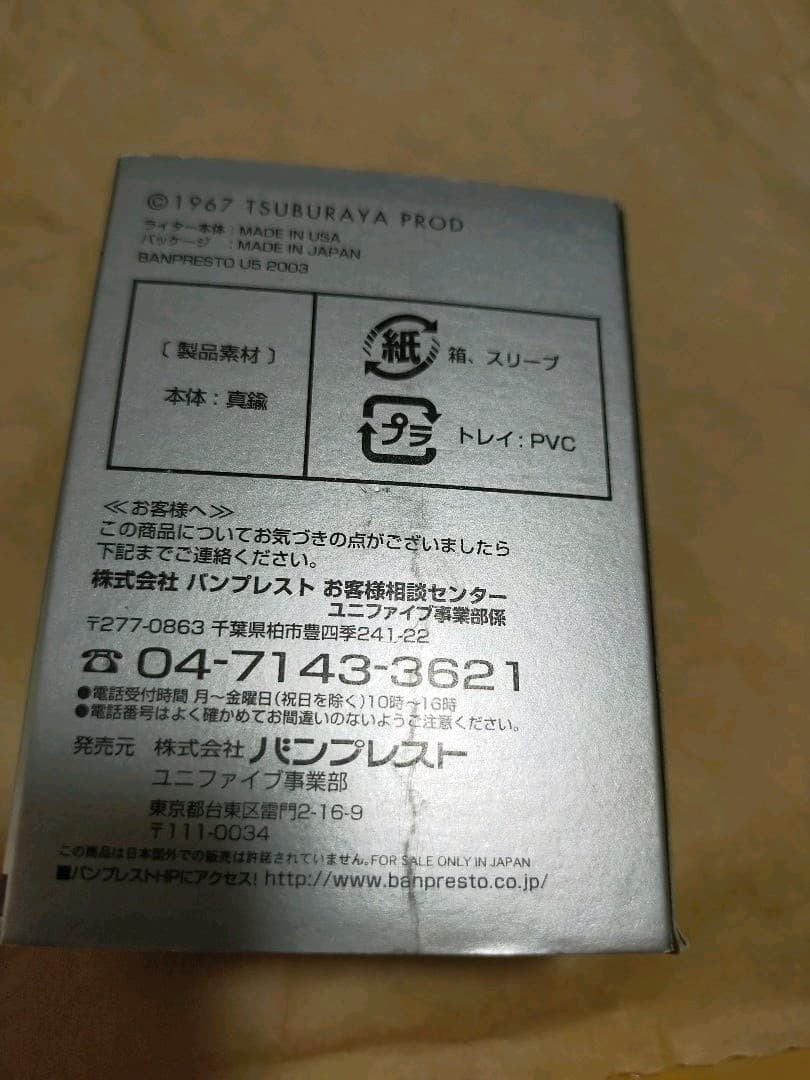 ©1967 TSUBURAYA PROD
ライター本体：MADE IN USA
パッケージ　：MADE IN JAPAN
BANPRESTO U5 2003
〔 製品素材 〕
本体：真鍮
紙 箱、スリーブ
プラ トレイ：PVC
≪お客様へ≫
この商品についてお気づきの点がございましたら
下記までご連絡ください。
株式会社 バンプレスト お客様相談センター
ユニファイブ事業部係
〒277-0863 千葉県柏市豊四季241-22
☎ 04-7143-3621
●電話受付時間 月～金曜日(祝日を除く)10時～16時
●電話番号はよく確かめてお間違いのないようご注意ください。
発売元 株式会社 バンプレスト
ユニファイブ事業部
東京都台東区雷門2-16-9
〒111-0034
この商品は日本国外での販売は許諾されていません。FOR SALE ONLY IN JAPAN
■バンプレストHPにアクセス! http://www.banpresto.co.jp/